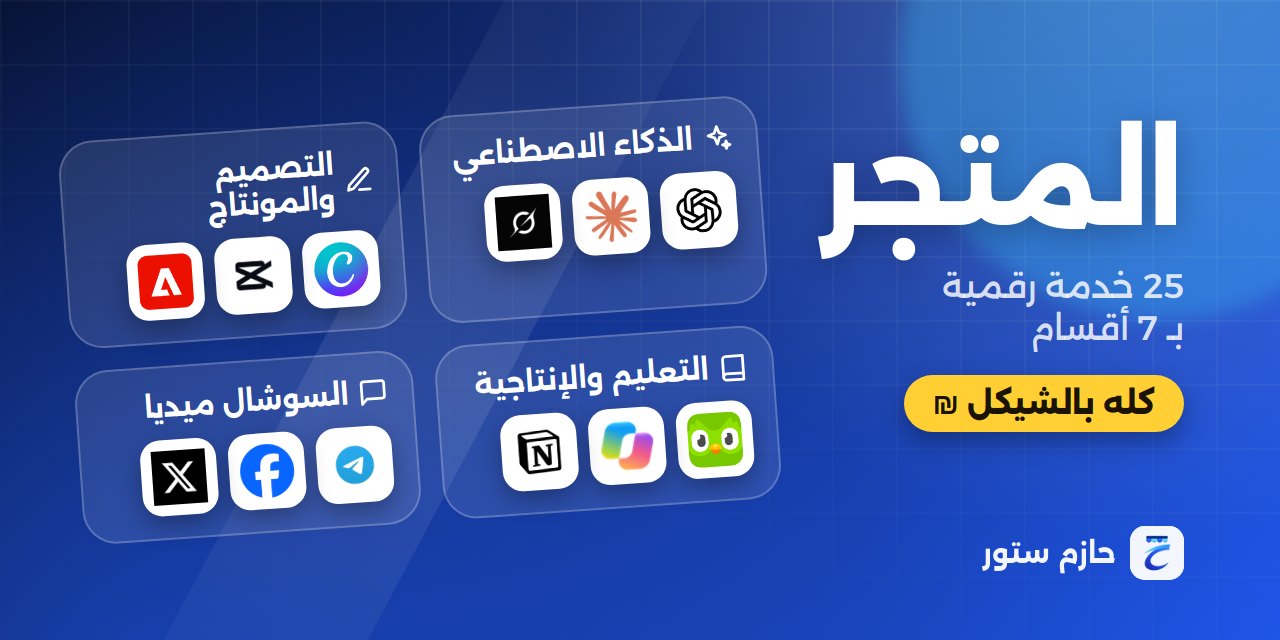 المتجر
25 خدمة رقمية
بـ 7 أقسام
كله بالشيكل ₪
حازم ستور
الذكاء الاصطناعي
التصميم
والمونتاج
التعليم والإنتاجية
السوشال ميديا